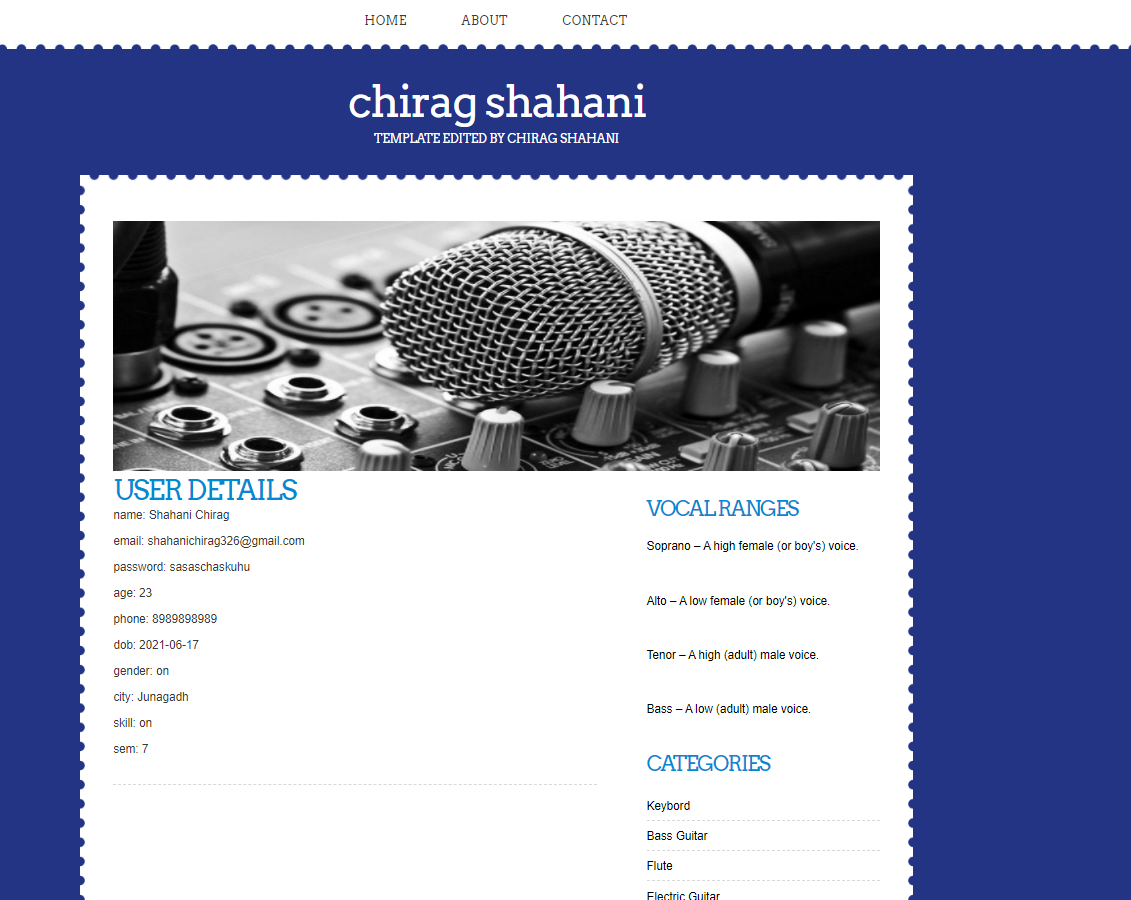 HOME ABOUT CONTACT
chirag shahani
TEMPLATE EDITED BY CHIRAG SHAHANI
USER DETAILS
name: Shahani Chirag
email: shahanichirag326@gmail.com
password: sasaschaskuhu
age: 23
phone: 8989898989
dob: 2021-06-17
gender: on
city: Junagadh
skill: on
sem: 7
VOCAL RANGES
Soprano – A high female (or boy's) voice.
Alto – A low female (or boy's) voice.
Tenor – A high (adult) male voice.
Bass – A low (adult) male voice.
CATEGORIES
Keybord
Bass Guitar
Flute
Electric Guitar